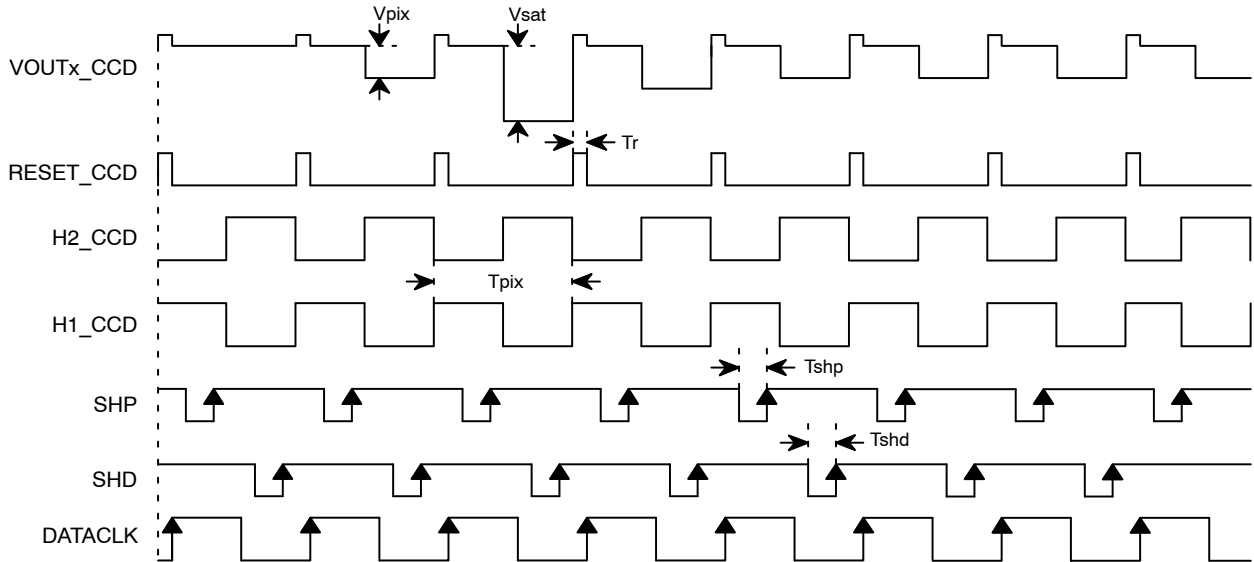 Vpix
Vsat
VOUTx_CCD
Tr
RESET_CCD
H2_CCD
Tpix
H1_CCD
Tshp
SHP
Tshd
SHD
DATACLK